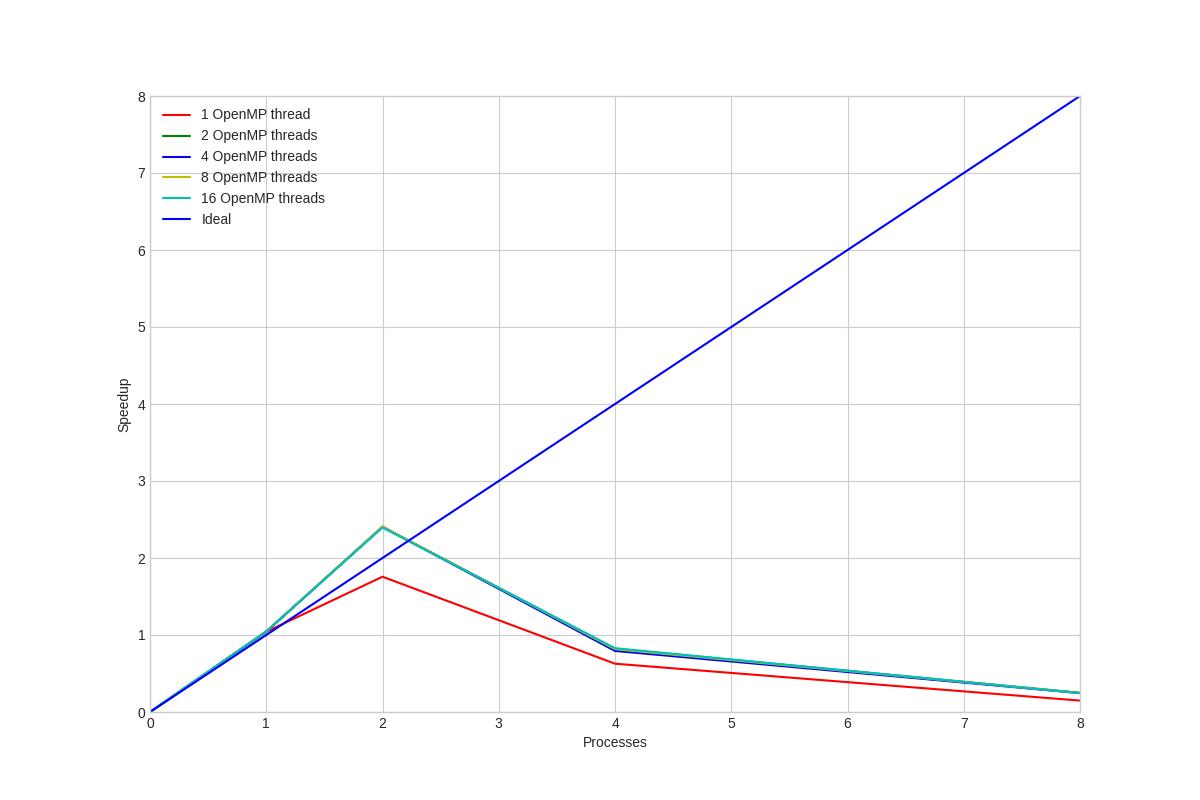 8
7
6
5
4
3
2
1
0
Speedup
1 OpenMP thread
2 OpenMP threads
4 OpenMP threads
8 OpenMP threads
16 OpenMP threads
Ideal
0 1 2 3 4 5 6 7 8
Processes